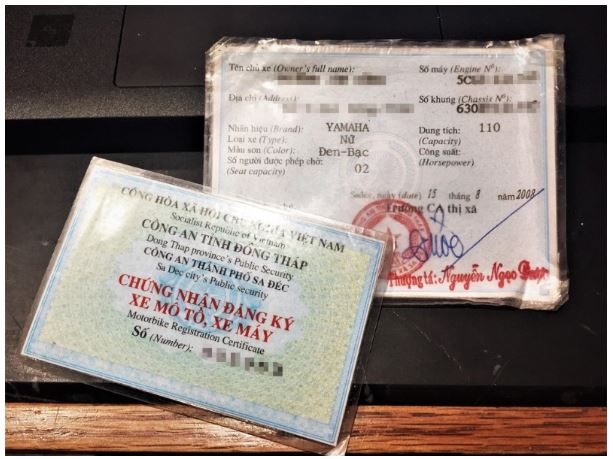 Tên chủ xe (Owner's full name):
Số máy (Engine Nº): 5C
Địa chỉ (Address):
Số khung (Chassis Nº)
630
Nhãn hiệu (Brand): YAMAHA
Dung tích: 110
Loại xe (Type): Nữ
(Capacity)
Màu sơn (Color): Đen-Bạc
Công suất:
Số người được phép chở: 02
(Horsepower)
(Seat capacity)
Sadec, ngày (date) 15 tháng 8 năm 2008
Trưởng CA thị xã
Thượng tá: Nguyễn Ngọc
CỘNG HÒA XÃ HỘI CHỦ NGHĨA VIỆT NAM
Socialist Republic of Vietnam
CÔNG AN TỈNH ĐỒNG THÁP
Dong Thap province's Public Security
CÔNG AN THÀNH PHỐ SA ĐÉC
Sa Dec city's Public security
CHỨNG NHẬN ĐĂNG KÝ
XE MÔ TÔ, XE MÁY
Motorbike Registration Certificate
Số (Number):